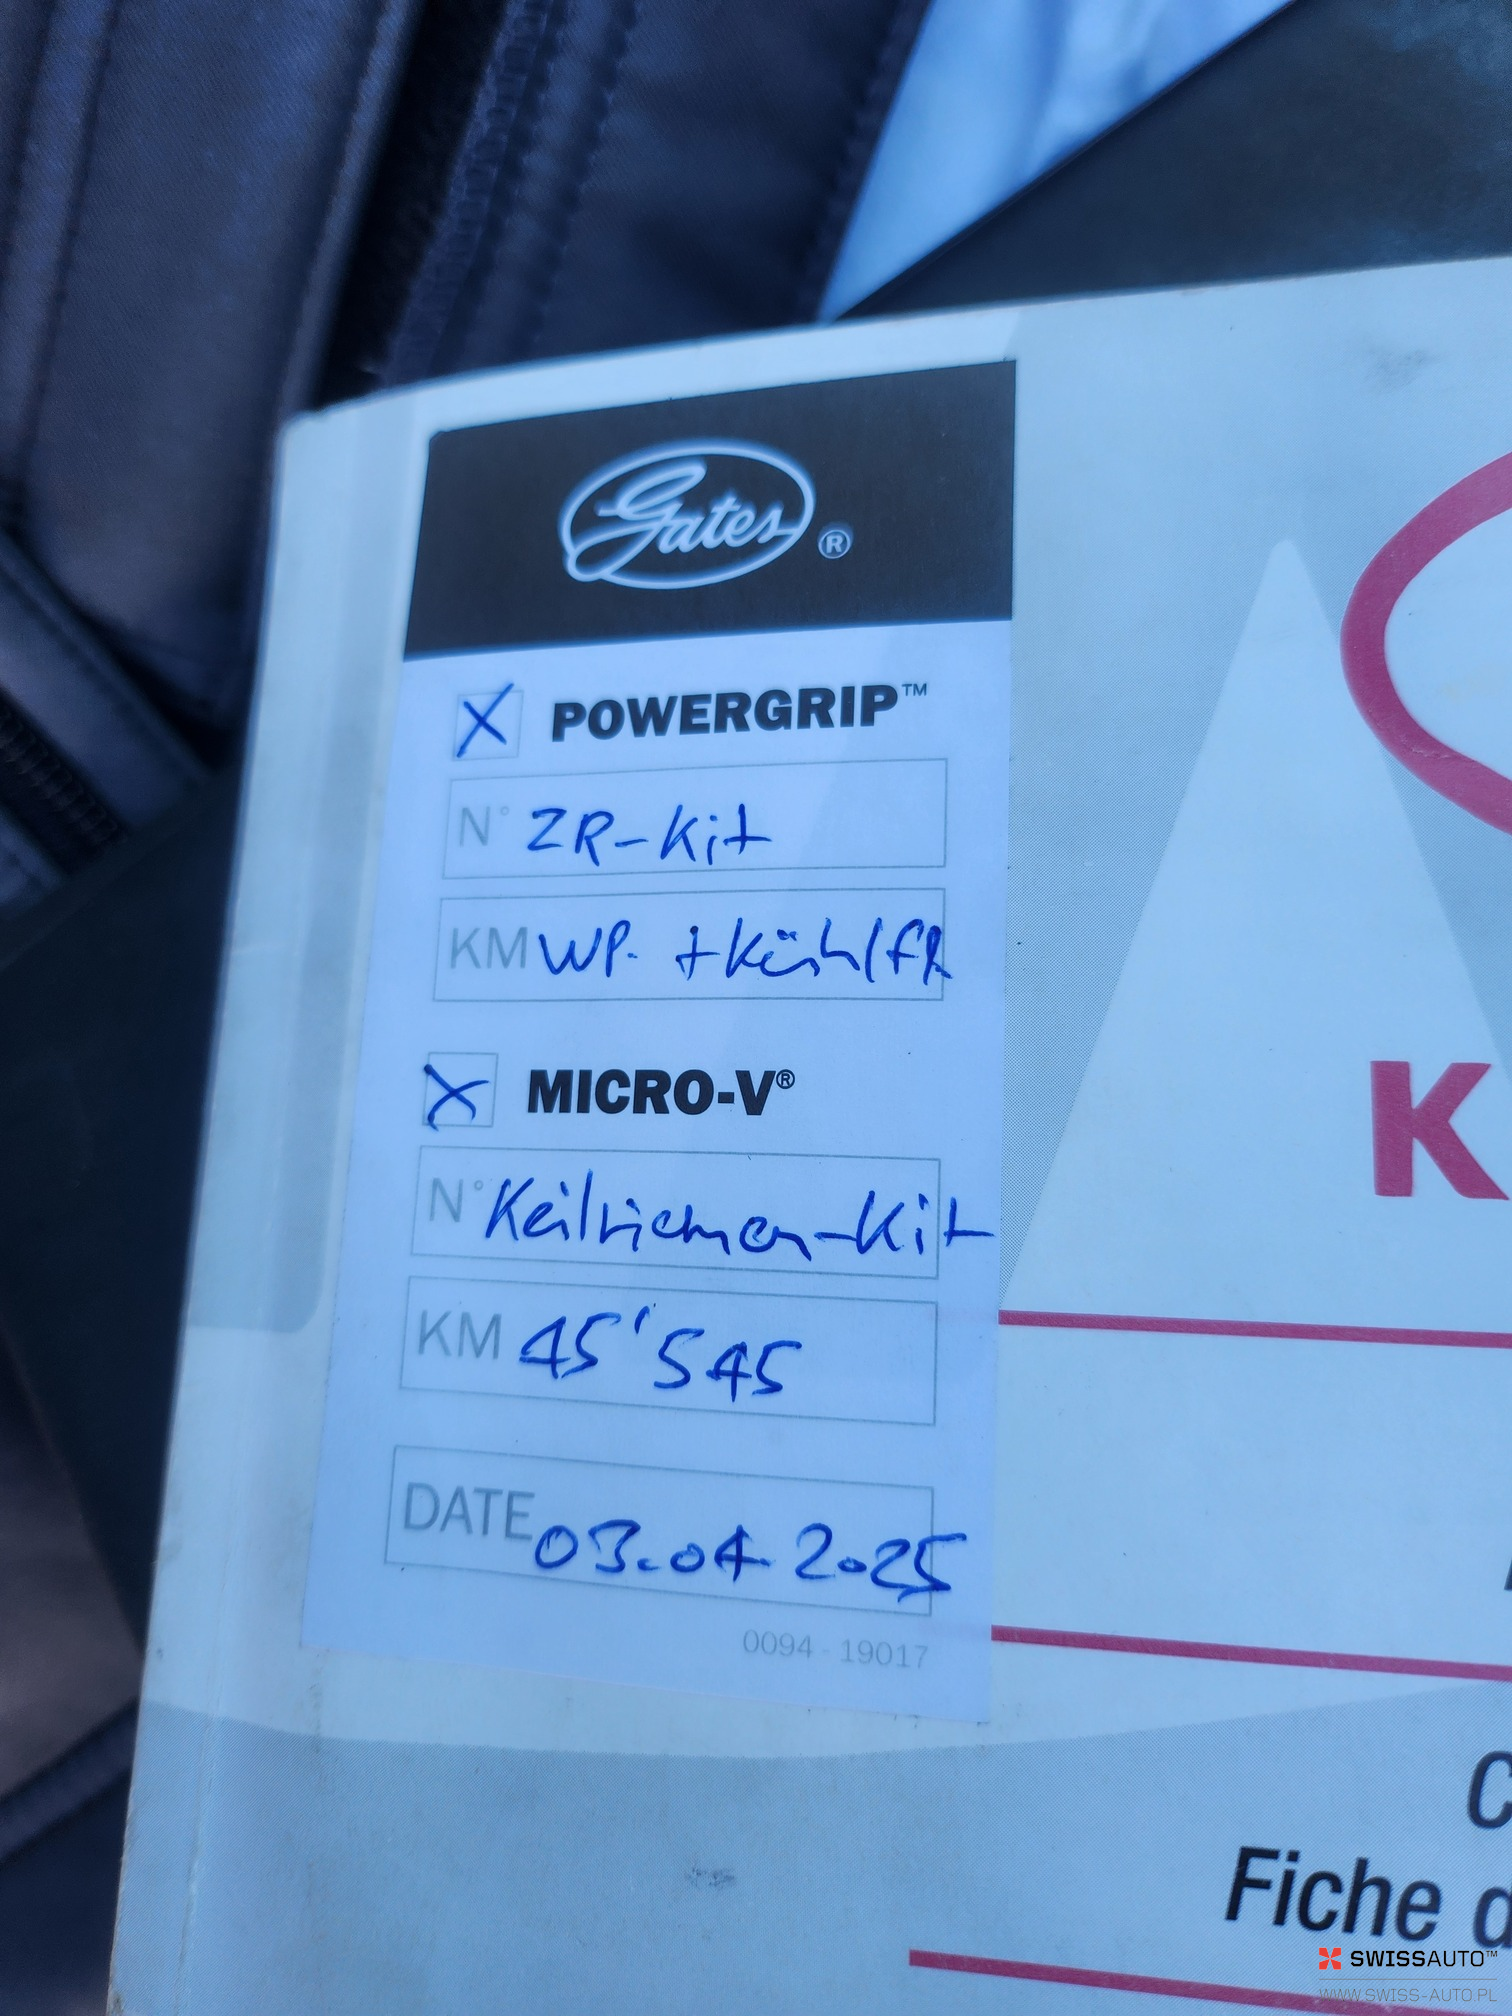 Gates®
X POWERGRIP™
N° ZR-Kit
KM WP. + Kühlfl
X MICRO-V®
N° Keilriemen-Kit
KM 45'545
DATE 03.04.2025
0094 - 19017
K
C
Fiche d
SWISSAUTO™
WWW.SWISS-AUTO.PL